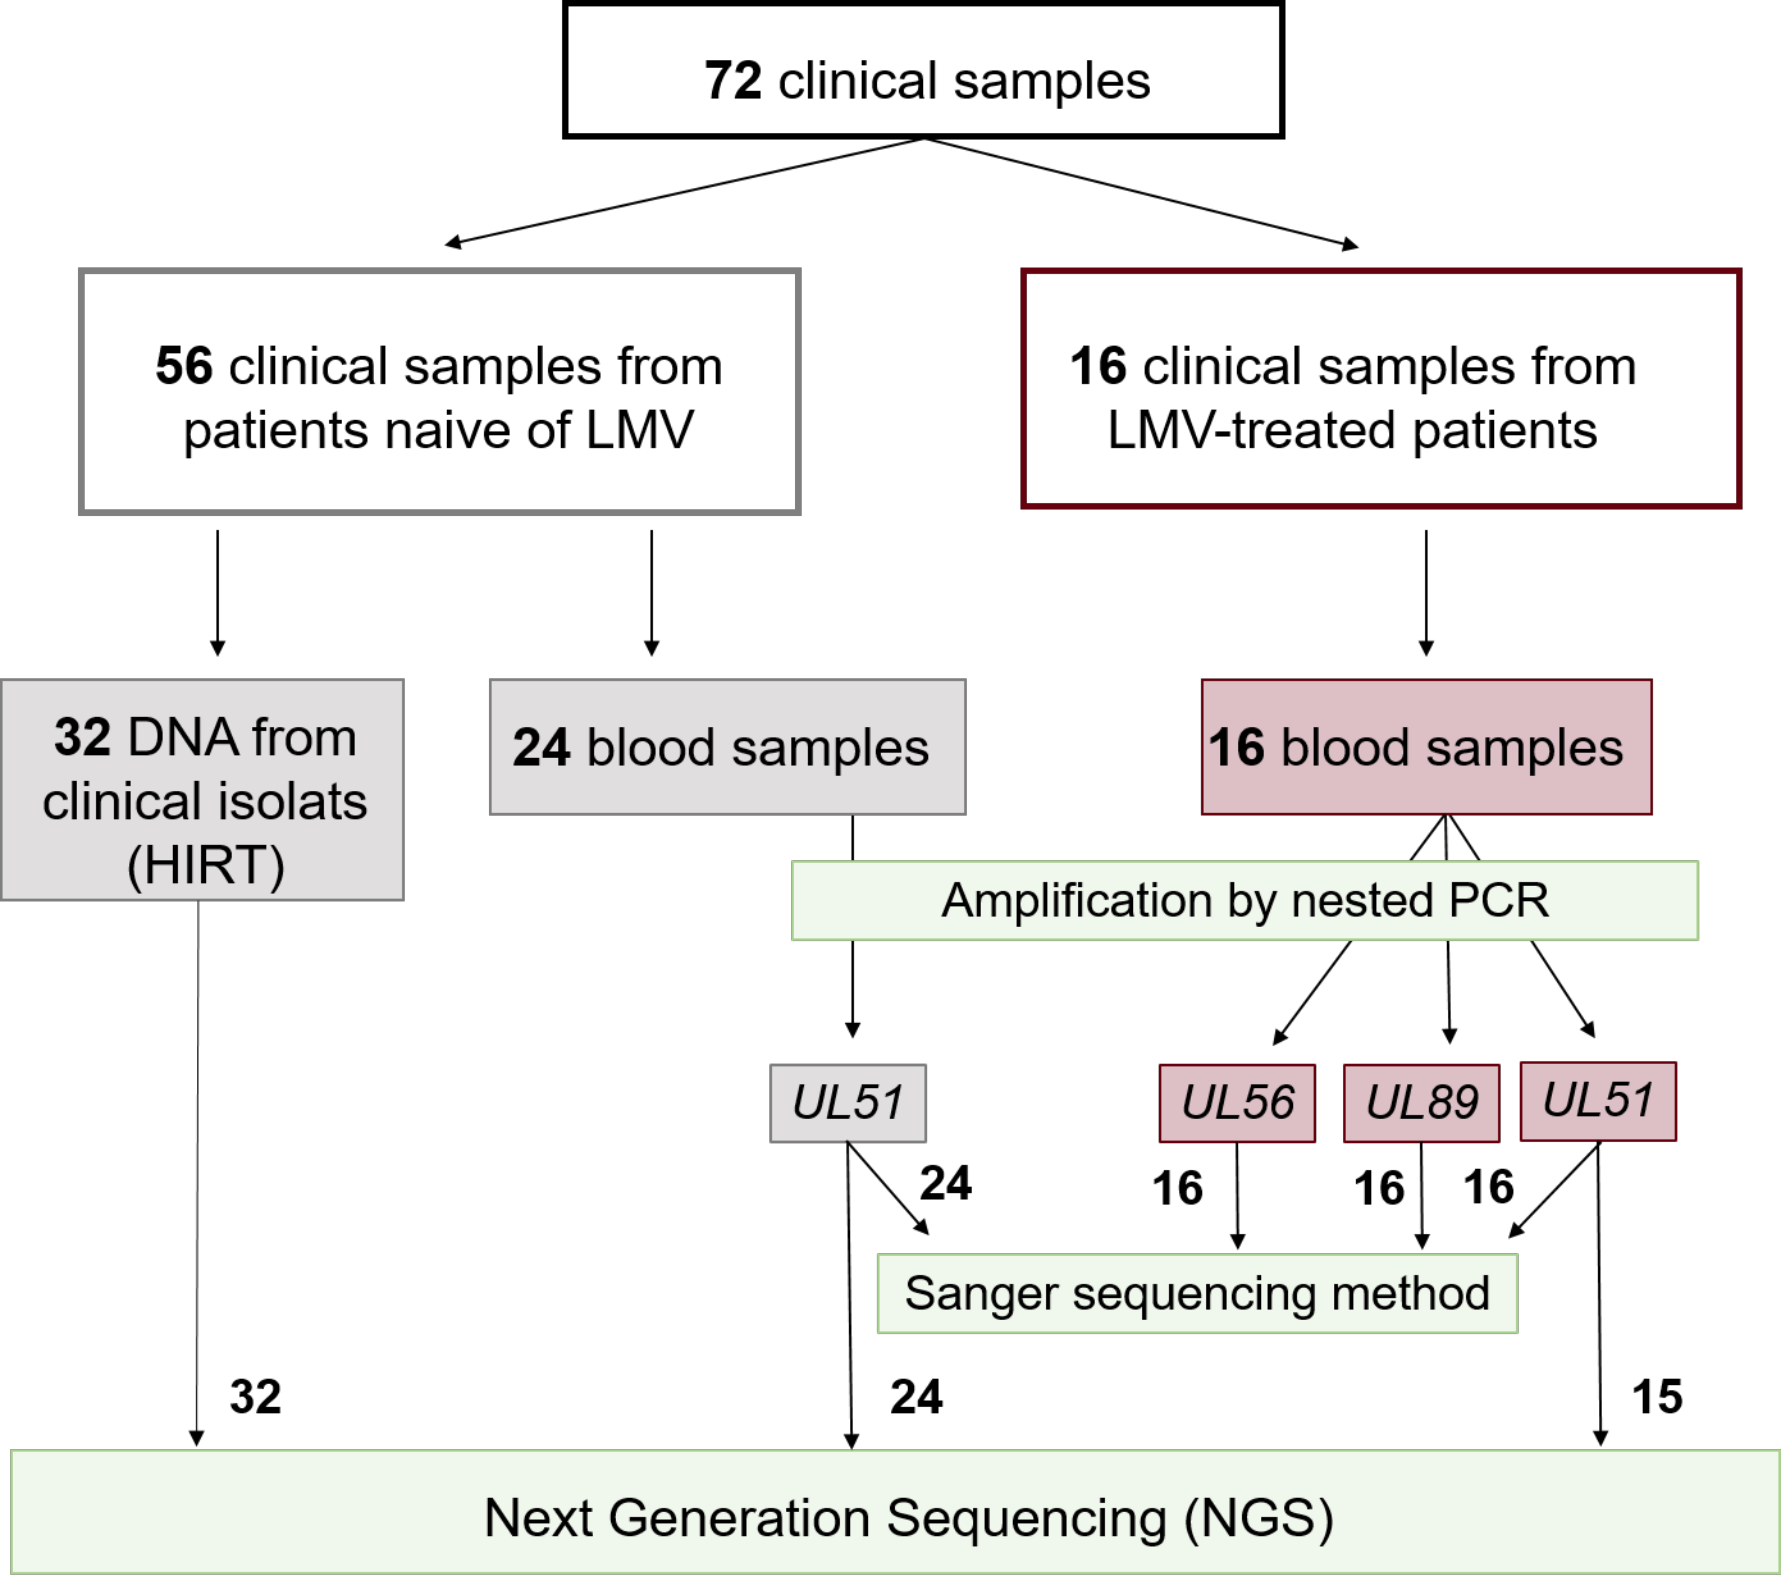 72 clinical samples
56 clinical samples from
patients naive of LMV
16 clinical samples from
LMV-treated patients
32 DNA from
clinical isolats
(HIRT)
24 blood samples
16 blood samples
Amplification by nested PCR
UL51
UL56
UL89
UL51
24
16
16
16
Sanger sequencing method
32
24
15
Next Generation Sequencing (NGS)